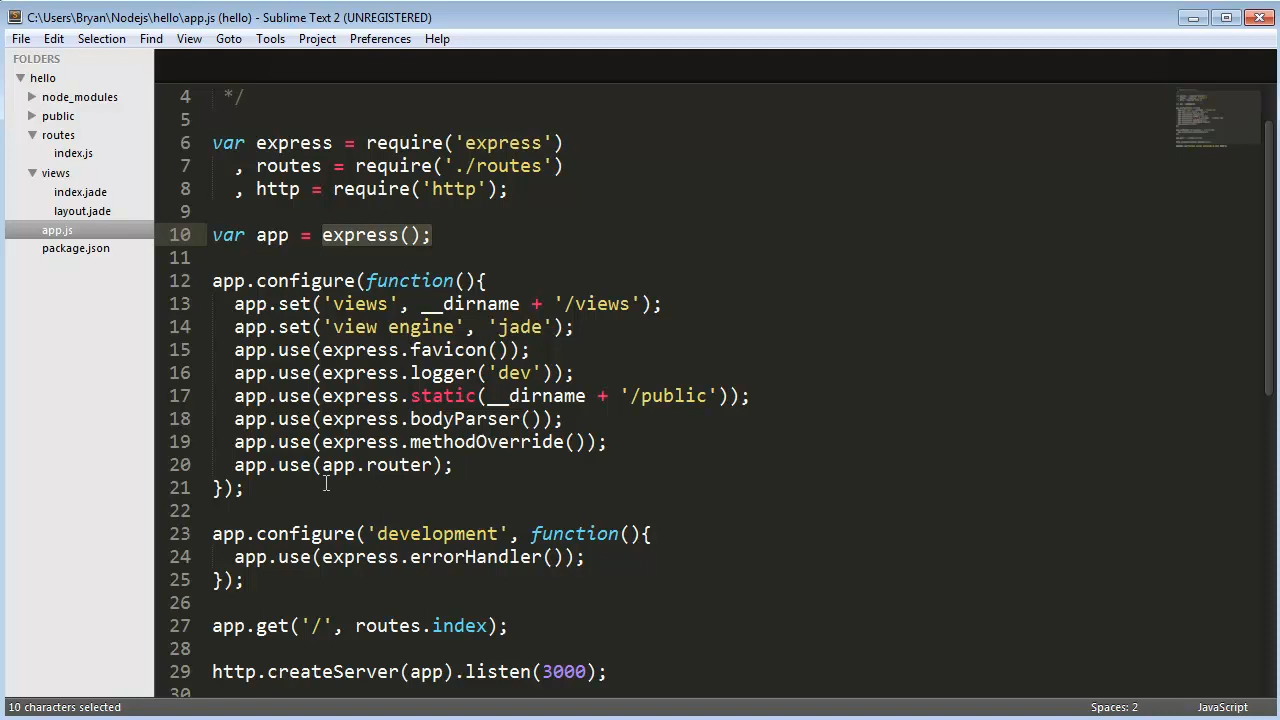 C:\Users\Bryan\Nodejs\hello\app.js (hello) - Sublime Text 2 (UNREGISTERED)
File Edit Selection Find View Goto Tools Project Preferences Help
FOLDERS
hello
node_modules
public
routes
index.js
views
index.jade
layout.jade
app.js
package.json
4 */
5
6 var express = require('express')
7 , routes = require('./routes')
8 , http = require('http');
9
10 var app = express();
11
12 app.configure(function(){
13 app.set('views', __dirname + '/views');
14 app.set('view engine', 'jade');
15 app.use(express.favicon());
16 app.use(express.logger('dev'));
17 app.use(express.static(__dirname + '/public'));
18 app.use(express.bodyParser());
19 app.use(express.methodOverride());
20 app.use(app.router);
21 });
22
23 app.configure('development', function(){
24 app.use(express.errorHandler());
25 });
26
27 app.get('/', routes.index);
28
29 http.createServer(app).listen(3000);
30
10 characters selected
Spaces: 2
JavaScript